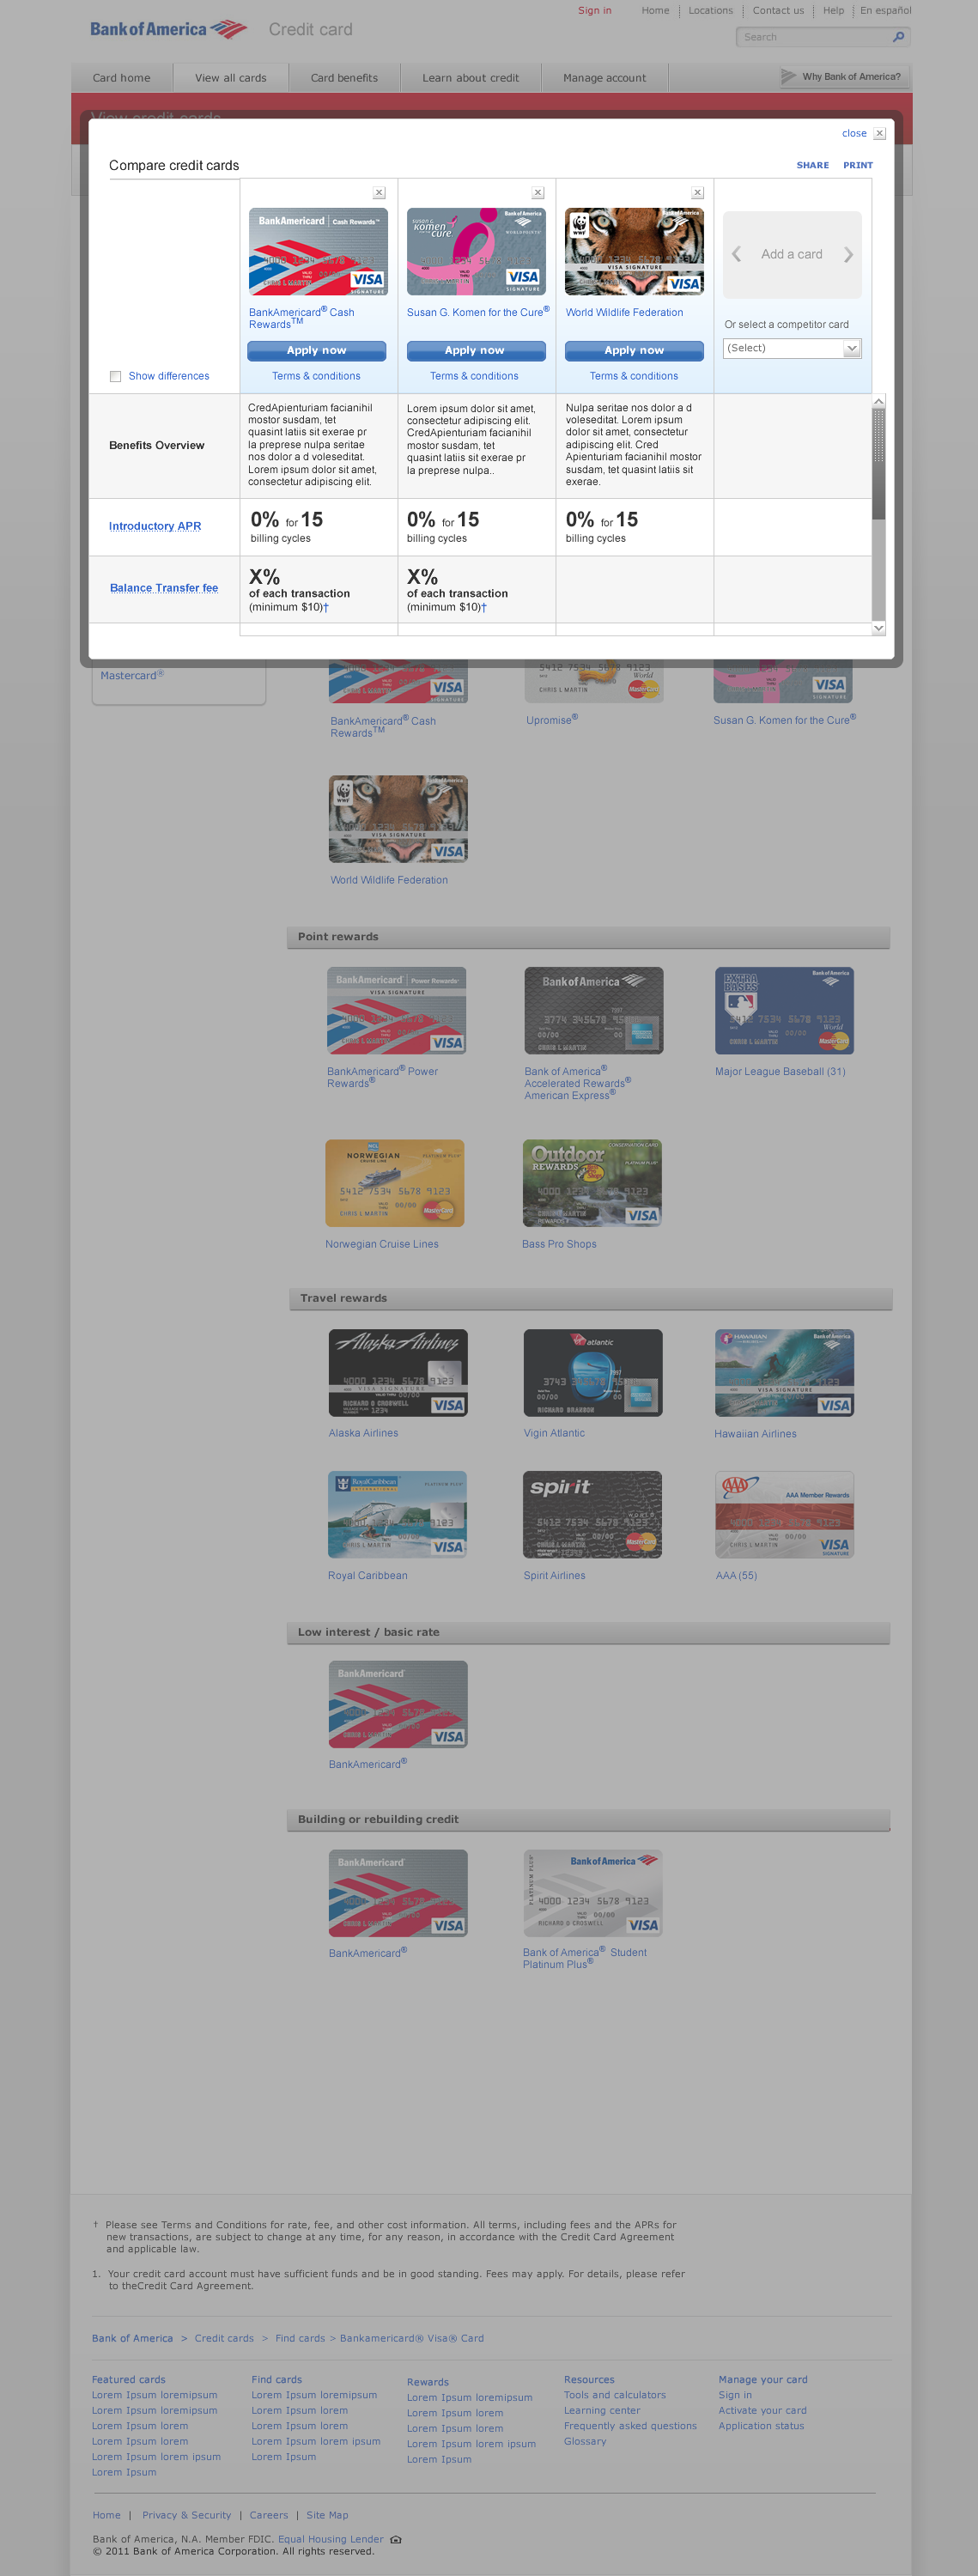 Bank of America
Credit card
Sign in
Home
Locations
Contact us
Help
En español
Search
Card home
View all cards
Card benefits
Learn about credit
Manage account
Why Bank of America?
close
Compare credit cards
SHARE
PRINT
BankAmericard Cash Rewards™
VISA
SIGNATURE
susan G. komen for the cure
Bank of America
VISA
SIGNATURE
WWF
VISA SIGNATURE
VISA
Add a card
BankAmericard® Cash
Rewards™
Susan G. Komen for the Cure®
World Wildlife Federation
Or select a competitor card
(Select)
Apply now
Apply now
Apply now
Show differences
Terms & conditions
Terms & conditions
Terms & conditions
Benefits Overview
CredApienturiam facianihil
mostor susdam, tet
quasint latiis sit exerae pr
la preprese nulpa seritae
nos dolor a d voleseditat.
Lorem ipsum dolor sit amet,
consectetur adipiscing elit.
Lorem ipsum dolor sit amet,
consectetur adipiscing elit.
CredApienturiam facianihil
mostor susdam, tet
quasint latiis sit exerae pr
la preprese nulpa..
Nulpa seritae nos dolor a d
voleseditat. Lorem ipsum
dolor sit amet, consectetur
adipiscing elit. Cred
Apienturiam facianihil mostor
susdam, tet quasint latiis sit
exerae.
Introductory APR
0% for 15
billing cycles
0% for 15
billing cycles
0% for 15
billing cycles
Balance Transfer fee
X%
of each transaction
(minimum $10)†
X%
of each transaction
(minimum $10)†
Mastercard®
BankAmericard® Cash
Rewards™
Upromise®
Susan G. Komen for the Cure®
World Wildlife Federation
Point rewards
BankAmericard® Power
Rewards®
Bank of America®
Accelerated Rewards®
American Express®
Major League Baseball (31)
Norwegian Cruise Lines
Bass Pro Shops
Travel rewards
Alaska Airlines
Vigin Atlantic
Hawaiian Airlines
Royal Caribbean
Spirit Airlines
AAA (55)
Low interest / basic rate
BankAmericard®
Building or rebuilding credit
BankAmericard®
Bank of America® Student
Platinum Plus®
† Please see Terms and Conditions for rate, fee, and other cost information. All terms, including fees and the APRs for
new transactions, are subject to change at any time, for any reason, in accordance with the Credit Card Agreement
and applicable law.
1. Your credit card account must have sufficient funds and be in good standing. Fees may apply. For details, please refer
to theCredit Card Agreement.
Bank of America > Credit cards > Find cards > Bankamericard® Visa® Card
Featured cards
Lorem Ipsum loremipsum
Lorem Ipsum loremipsum
Lorem Ipsum lorem
Lorem Ipsum lorem
Lorem Ipsum lorem ipsum
Lorem Ipsum
Find cards
Lorem Ipsum loremipsum
Lorem Ipsum lorem
Lorem Ipsum lorem
Lorem Ipsum lorem ipsum
Lorem Ipsum
Rewards
Lorem Ipsum loremipsum
Lorem Ipsum lorem
Lorem Ipsum lorem
Lorem Ipsum lorem ipsum
Lorem Ipsum
Resources
Tools and calculators
Learning center
Frequently asked questions
Glossary
Manage your card
Sign in
Activate your card
Application status
Home | Privacy & Security | Careers | Site Map
Bank of America, N.A. Member FDIC. Equal Housing Lender
© 2011 Bank of America Corporation. All rights reserved.